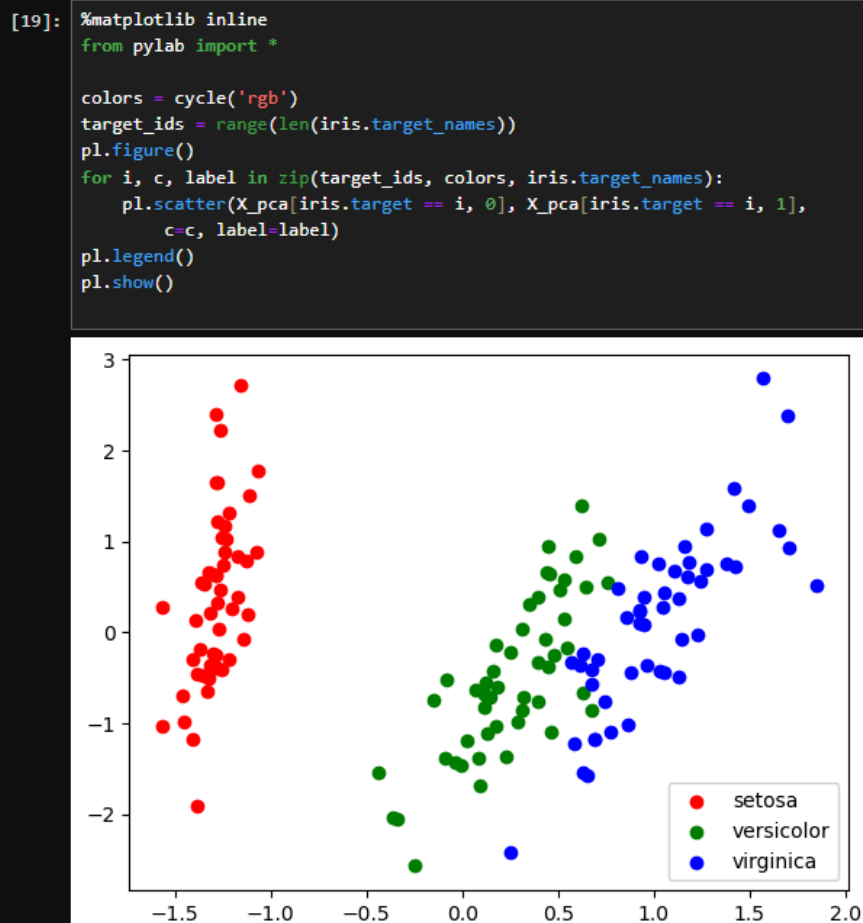 [19]: %matplotlib inline
from pylab import *
colors = cycle('rgb')
target_ids = range(len(iris.target_names))
pl.figure()
for i, c, label in zip(target_ids, colors, iris.target_names):
    pl.scatter(X_pca[iris.target == i, 0], X_pca[iris.target == i, 1],
        c=c, label=label)
pl.legend()
pl.show()
3
2
1
0
−1
−2
setosa
versicolor
virginica
−1.5 −1.0 −0.5 0.0 0.5 1.0 1.5 2.0